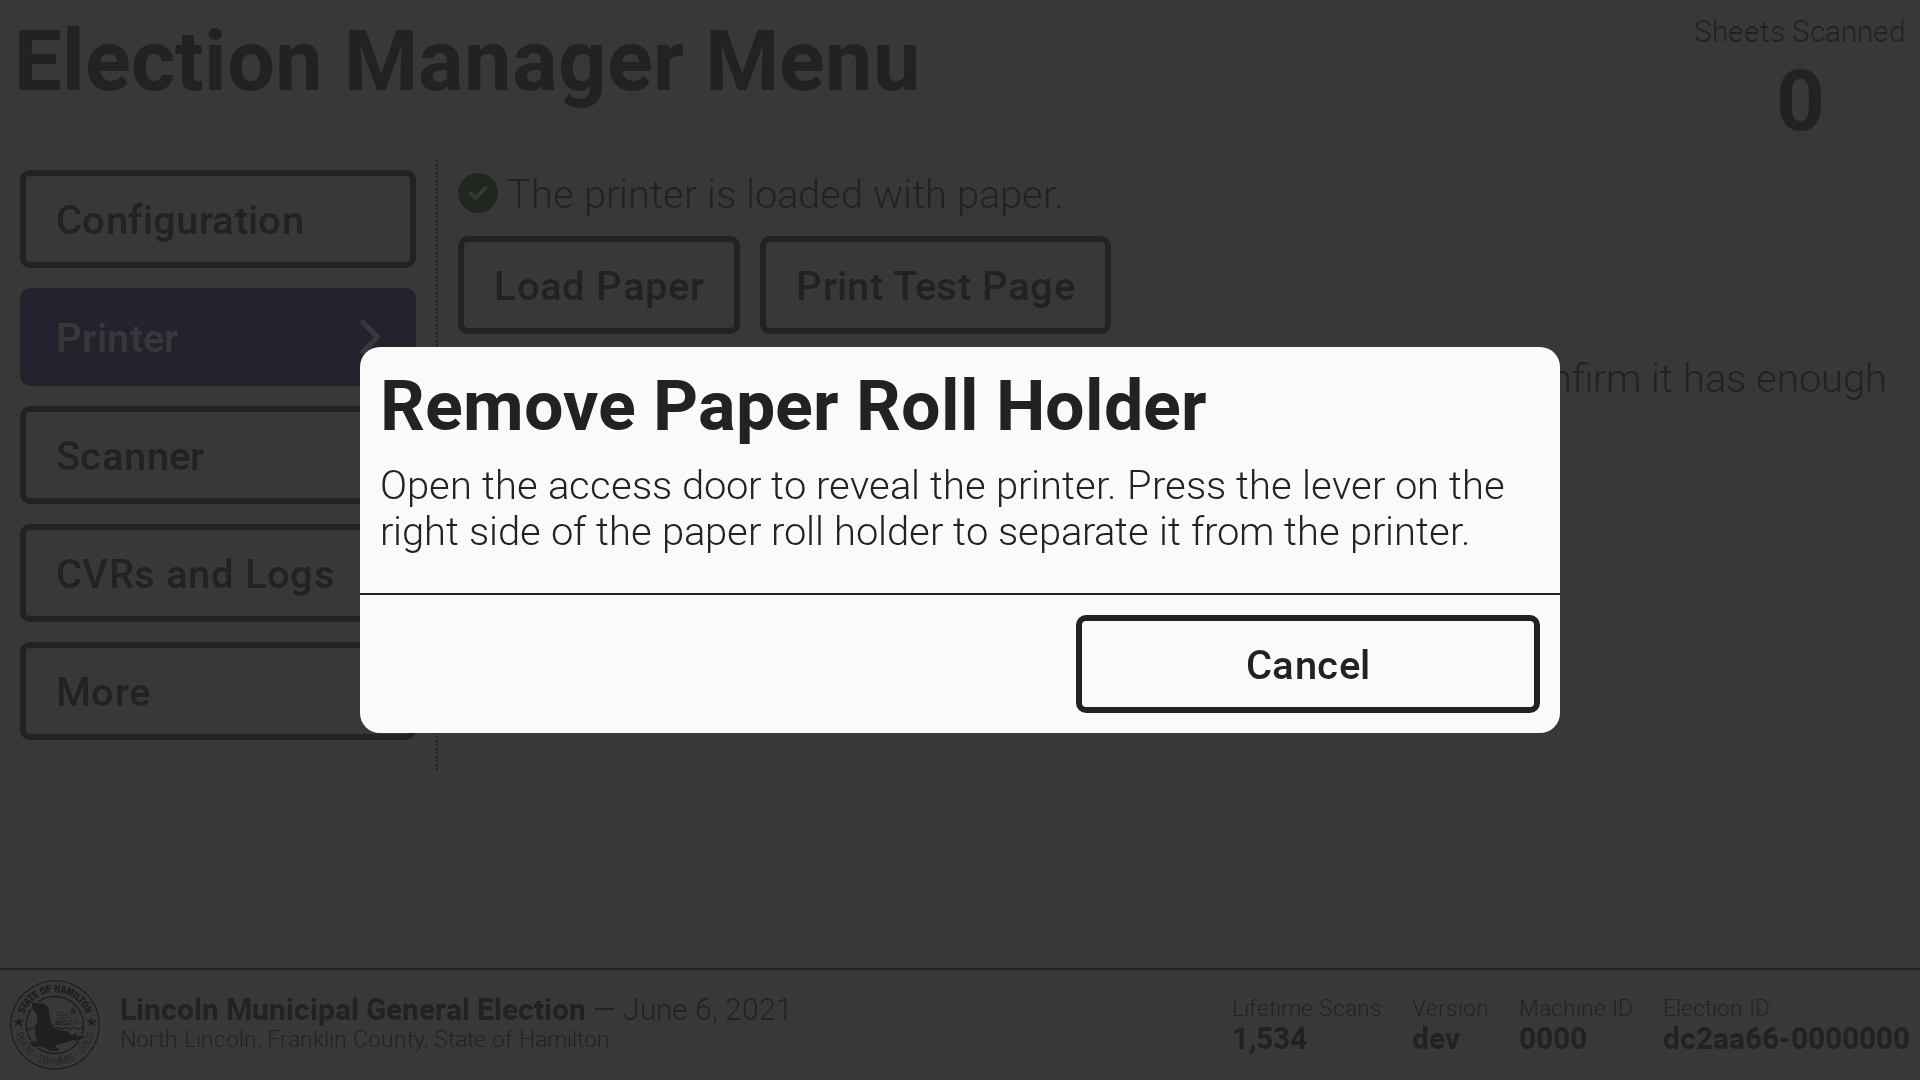 Election Manager Menu
Sheets Scanned
0
Configuration
Printer
Scanner
CVRs and Logs
More
The printer is loaded with paper.
Load Paper
Print Test Page
it has enough
Remove Paper Roll Holder
Open the access door to reveal the printer. Press the lever on the
right side of the paper roll holder to separate it from the printer.
Cancel
STATE OF HAMILTON
Lincoln Municipal General Election — June 6, 2021
North Lincoln, Franklin County, State of Hamilton
Lifetime Scans
1,534
Version
dev
Machine ID
0000
Election ID
dc2aa66-0000000